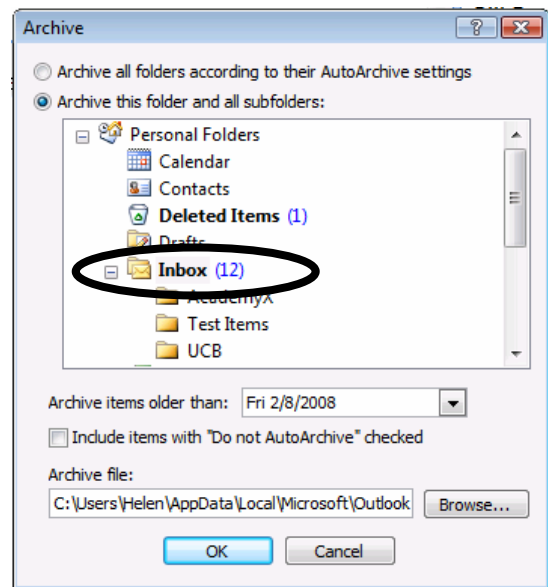 Archive
Archive all folders according to their AutoArchive settings
Archive this folder and all subfolders:
Personal Folders
Calendar
Contacts
Deleted Items (1)
Drafts
Inbox (12)
AcademyX
Test Items
UCB
Archive items older than: Fri 2/8/2008
Include items with "Do not AutoArchive" checked
Archive file:
C:\Users\Helen\AppData\Local\Microsoft\Outlook Browse...
OK Cancel